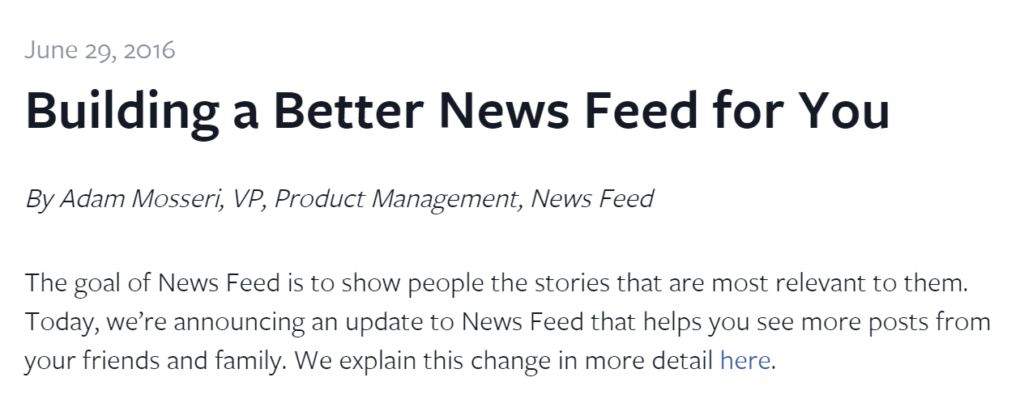 June 29, 2016
Building a Better News Feed for You
By Adam Mosseri, VP, Product Management, News Feed
The goal of News Feed is to show people the stories that are most relevant to them.
Today, we’re announcing an update to News Feed that helps you see more posts from
your friends and family. We explain this change in more detail here.